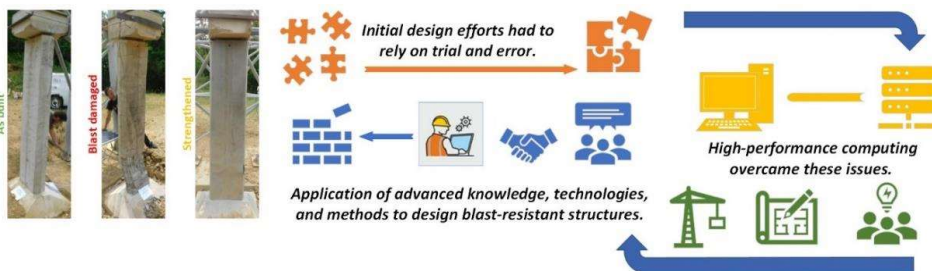 As built
Blast damaged
Strengthened
Initial design efforts had to
rely on trial and error.
High-performance computing
overcame these issues.
Application of advanced knowledge, technologies,
and methods to design blast-resistant structures.